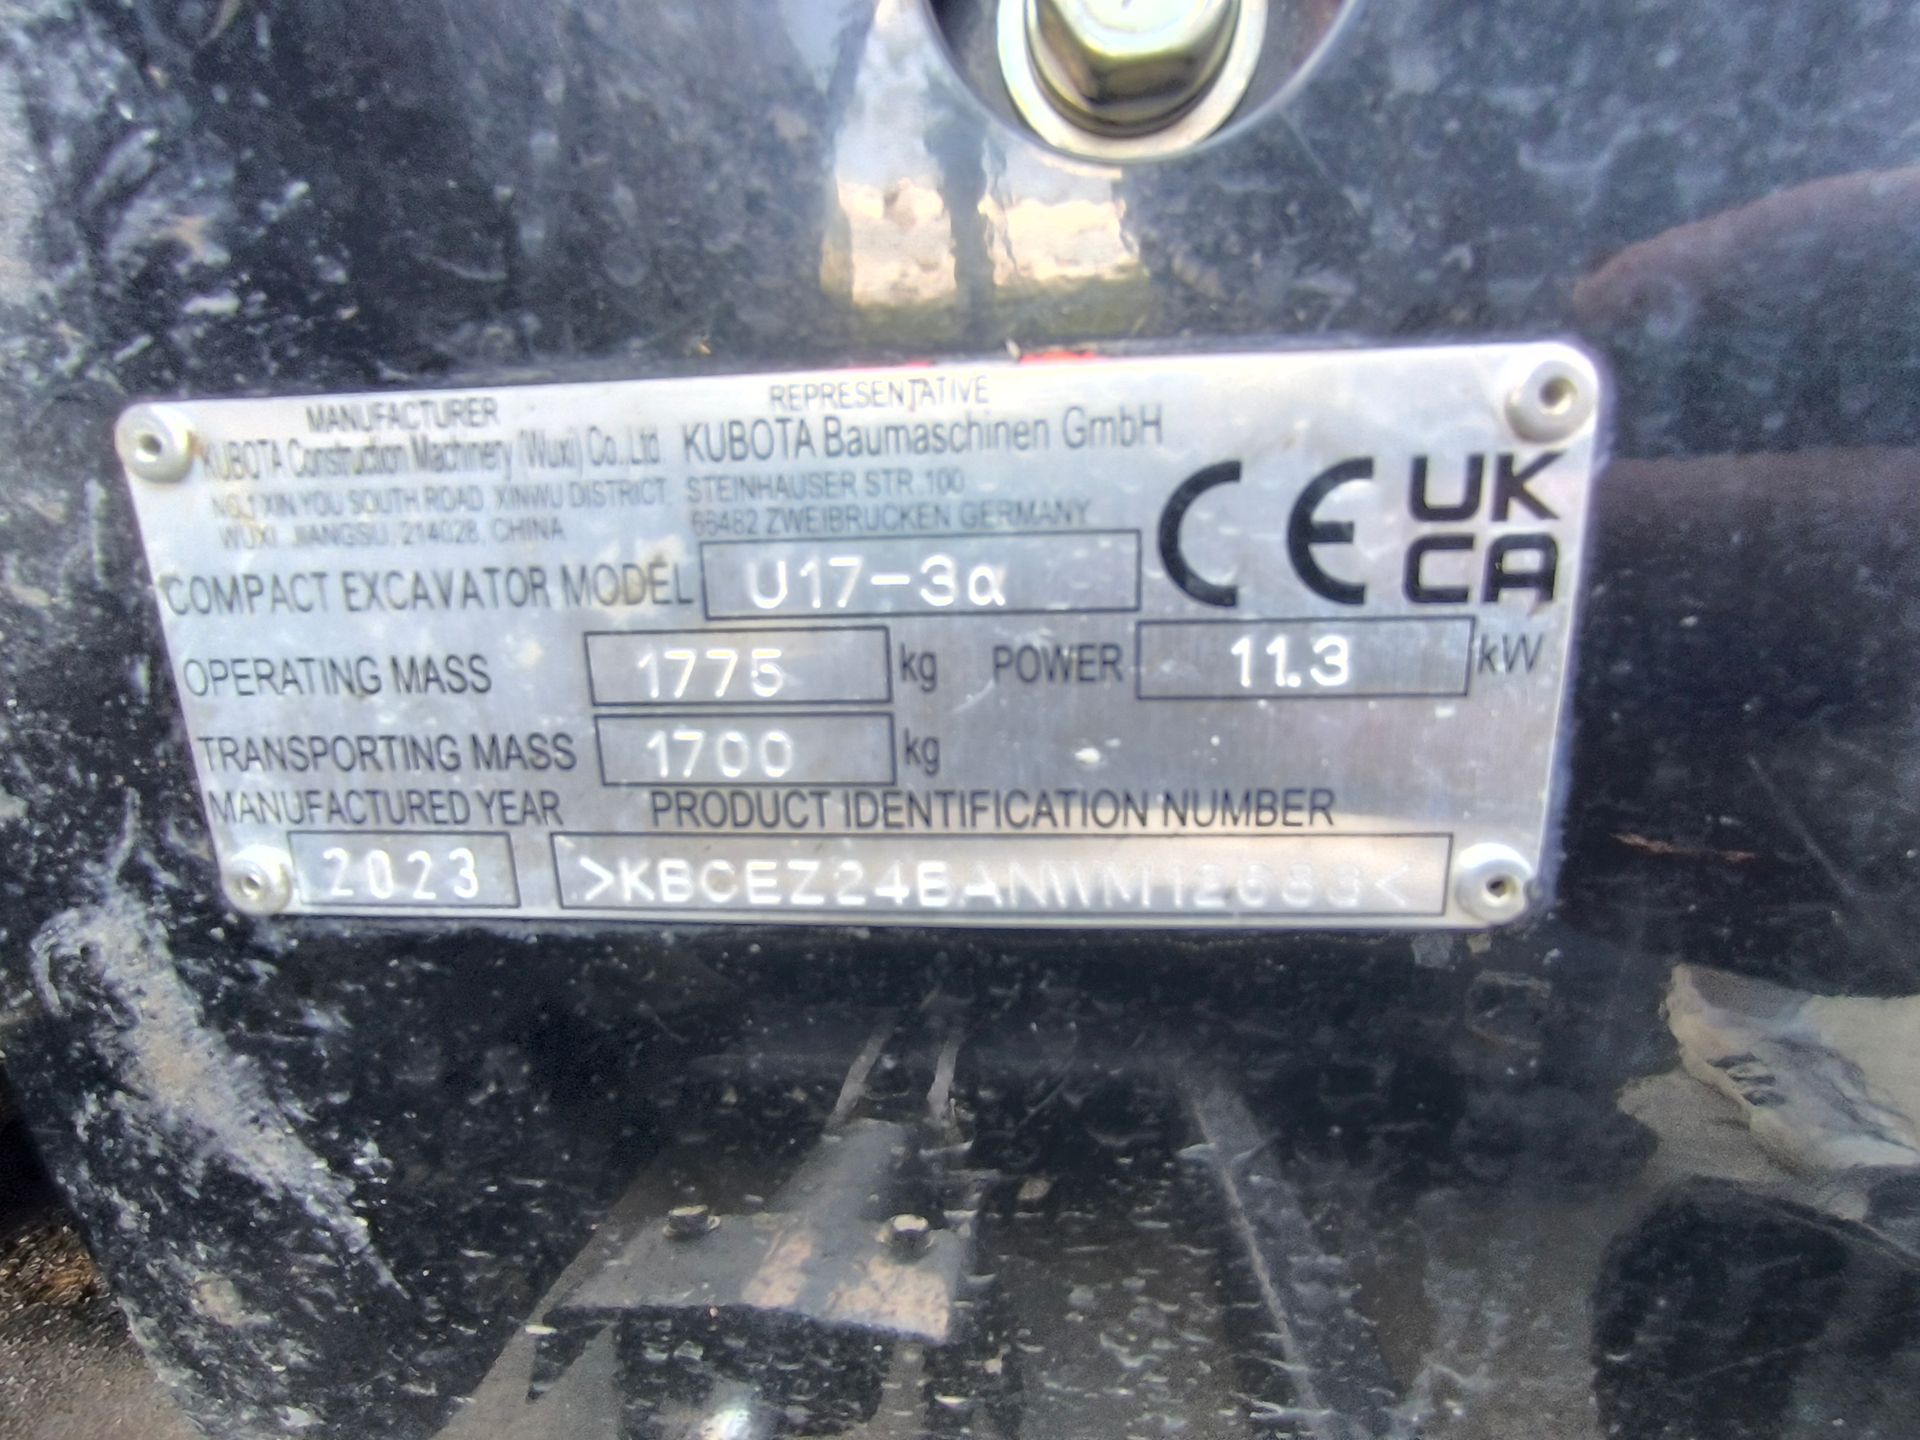 MANUFACTURER
KUBOTA Construction Machinery (Wuxi) Co.,Ltd
NO.1 XIN YOU SOUTH ROAD XINWU DISTRICT
WUXI JIANGSU, 214028, CHINA
REPRESENTATIVE
KUBOTA Baumaschinen GmbH
STEINHAUSER STR. 100
66482 ZWEIBRUCKEN GERMANY
CE UK
CA
COMPACT EXCAVATOR MODEL U17-3α
OPERATING MASS 1775 kg POWER 11.3 kW
TRANSPORTING MASS 1700 kg
MANUFACTURED YEAR PRODUCT IDENTIFICATION NUMBER
2023